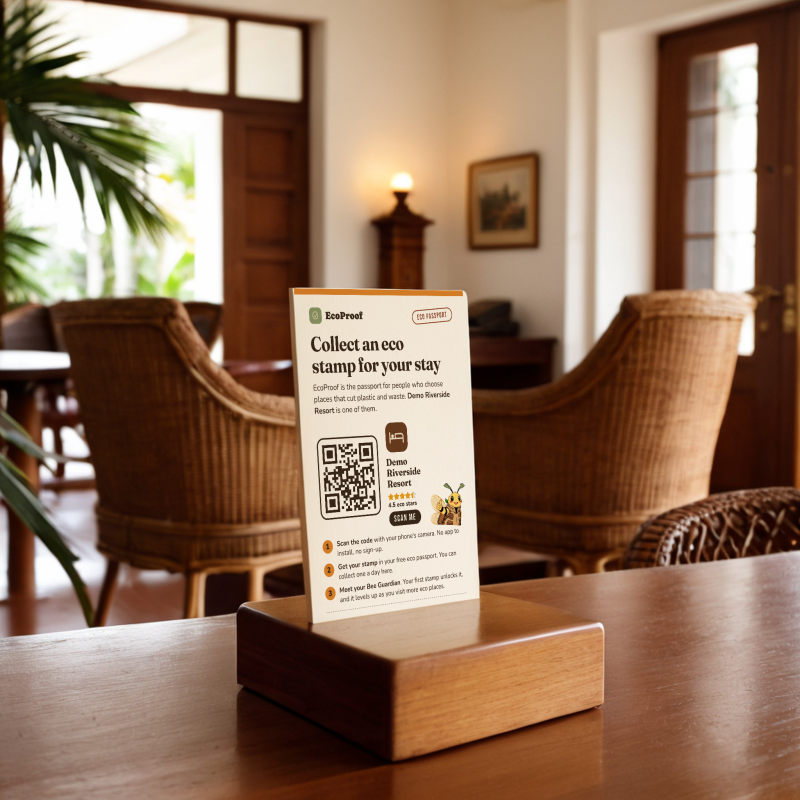 EcoProof
ECO PASSPORT
Collect an eco
stamp for your stay
EcoProof is the passport for people who choose
places that cut plastic and waste. Demo Riverside
Resort is one of them.
Demo
Riverside
Resort
4.5 eco stars
SCAN ME
1 Scan the code with your phone's camera. No app to
install, no sign-up.
2 Get your stamp in your free eco passport. You can
collect one a day here.
3 Meet your Bee Guardian. Your first stamp unlocks it,
and it levels up as you visit more eco places.